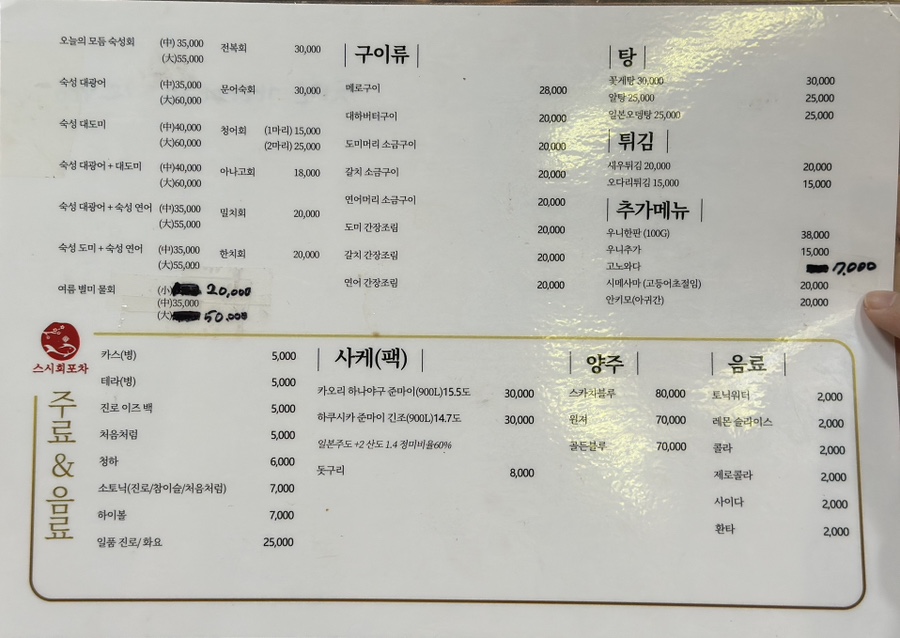 오늘의 모듬 숙성회 (中) 35,000
(大)55,000
숙성 대광어 (中)35,000
(大)60,000
숙성 대도미 (中)40,000
(大)60,000
숙성 대광어 + 대도미 (中)40,000
(大)60,000
숙성 대광어 + 숙성 연어 (中)35,000
(大)55,000
숙성 도미 + 숙성 연어 (中)35,000
(大)55,000
여름 별미 물회 (小) 20,000
(中)35,000
(大) 50,000
전복회 30,000
문어숙회 30,000
청어회 (1마리) 15,000
(2마리) 25,000
아나고회 18,000
멸치회 20,000
한치회 20,000
구이류
메로구이 28,000
대하버터구이 20,000
도미머리 소금구이 20,000
갈치 소금구이 20,000
연어머리 소금구이 20,000
도미 간장조림 20,000
갈치 간장조림 20,000
연어 간장조림 20,000
탕
꽃게탕 30,000 30,000
알탕 25,000 25,000
일본오뎅탕 25,000 25,000
튀김
새우튀김 20,000 20,000
오다리튀김 15,000 15,000
추가메뉴
우니한판 (100G) 38,000
우니추가 15,000
고노와다 7,000
시메사마 (고등어초절임) 20,000
안키모(아귀간) 20,000
스시회포차
주료 & 음료
카스(병) 5,000
테라(병) 5,000
진로 이즈 백 5,000
처음처럼 5,000
청하 6,000
소토닉(진로/참이슬/처음처럼) 7,000
하이볼 7,000
일품 진로/ 화요 25,000
사케(팩)
카오리 하나야구 준마이(900L)15.5도 30,000
하쿠시카 준마이 긴조(900L)14.7도 30,000
일본주도 +2 산도 1.4 정미비율60%
돗구리 8,000
양주
스카치블루 80,000
윈저 70,000
골든블루 70,000
음료
토닉워터 2,000
레몬 슬라이스 2,000
콜라 2,000
제로콜라 2,000
사이다 2,000
환타 2,000